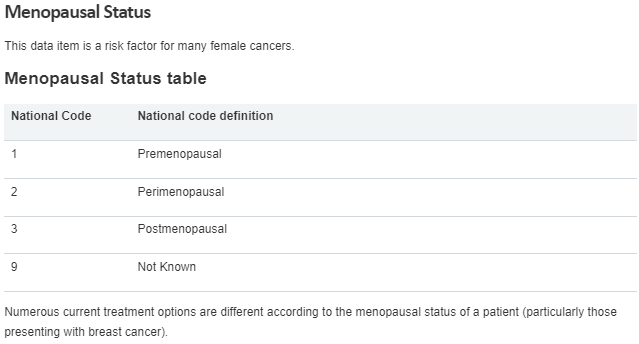 Menopausal Status
This data item is a risk factor for many female cancers.
Menopausal Status table
National Code National code definition
1 Premenopausal
2 Perimenopausal
3 Postmenopausal
9 Not Known
Numerous current treatment options are different according to the menopausal status of a patient (particularly those
presenting with breast cancer).